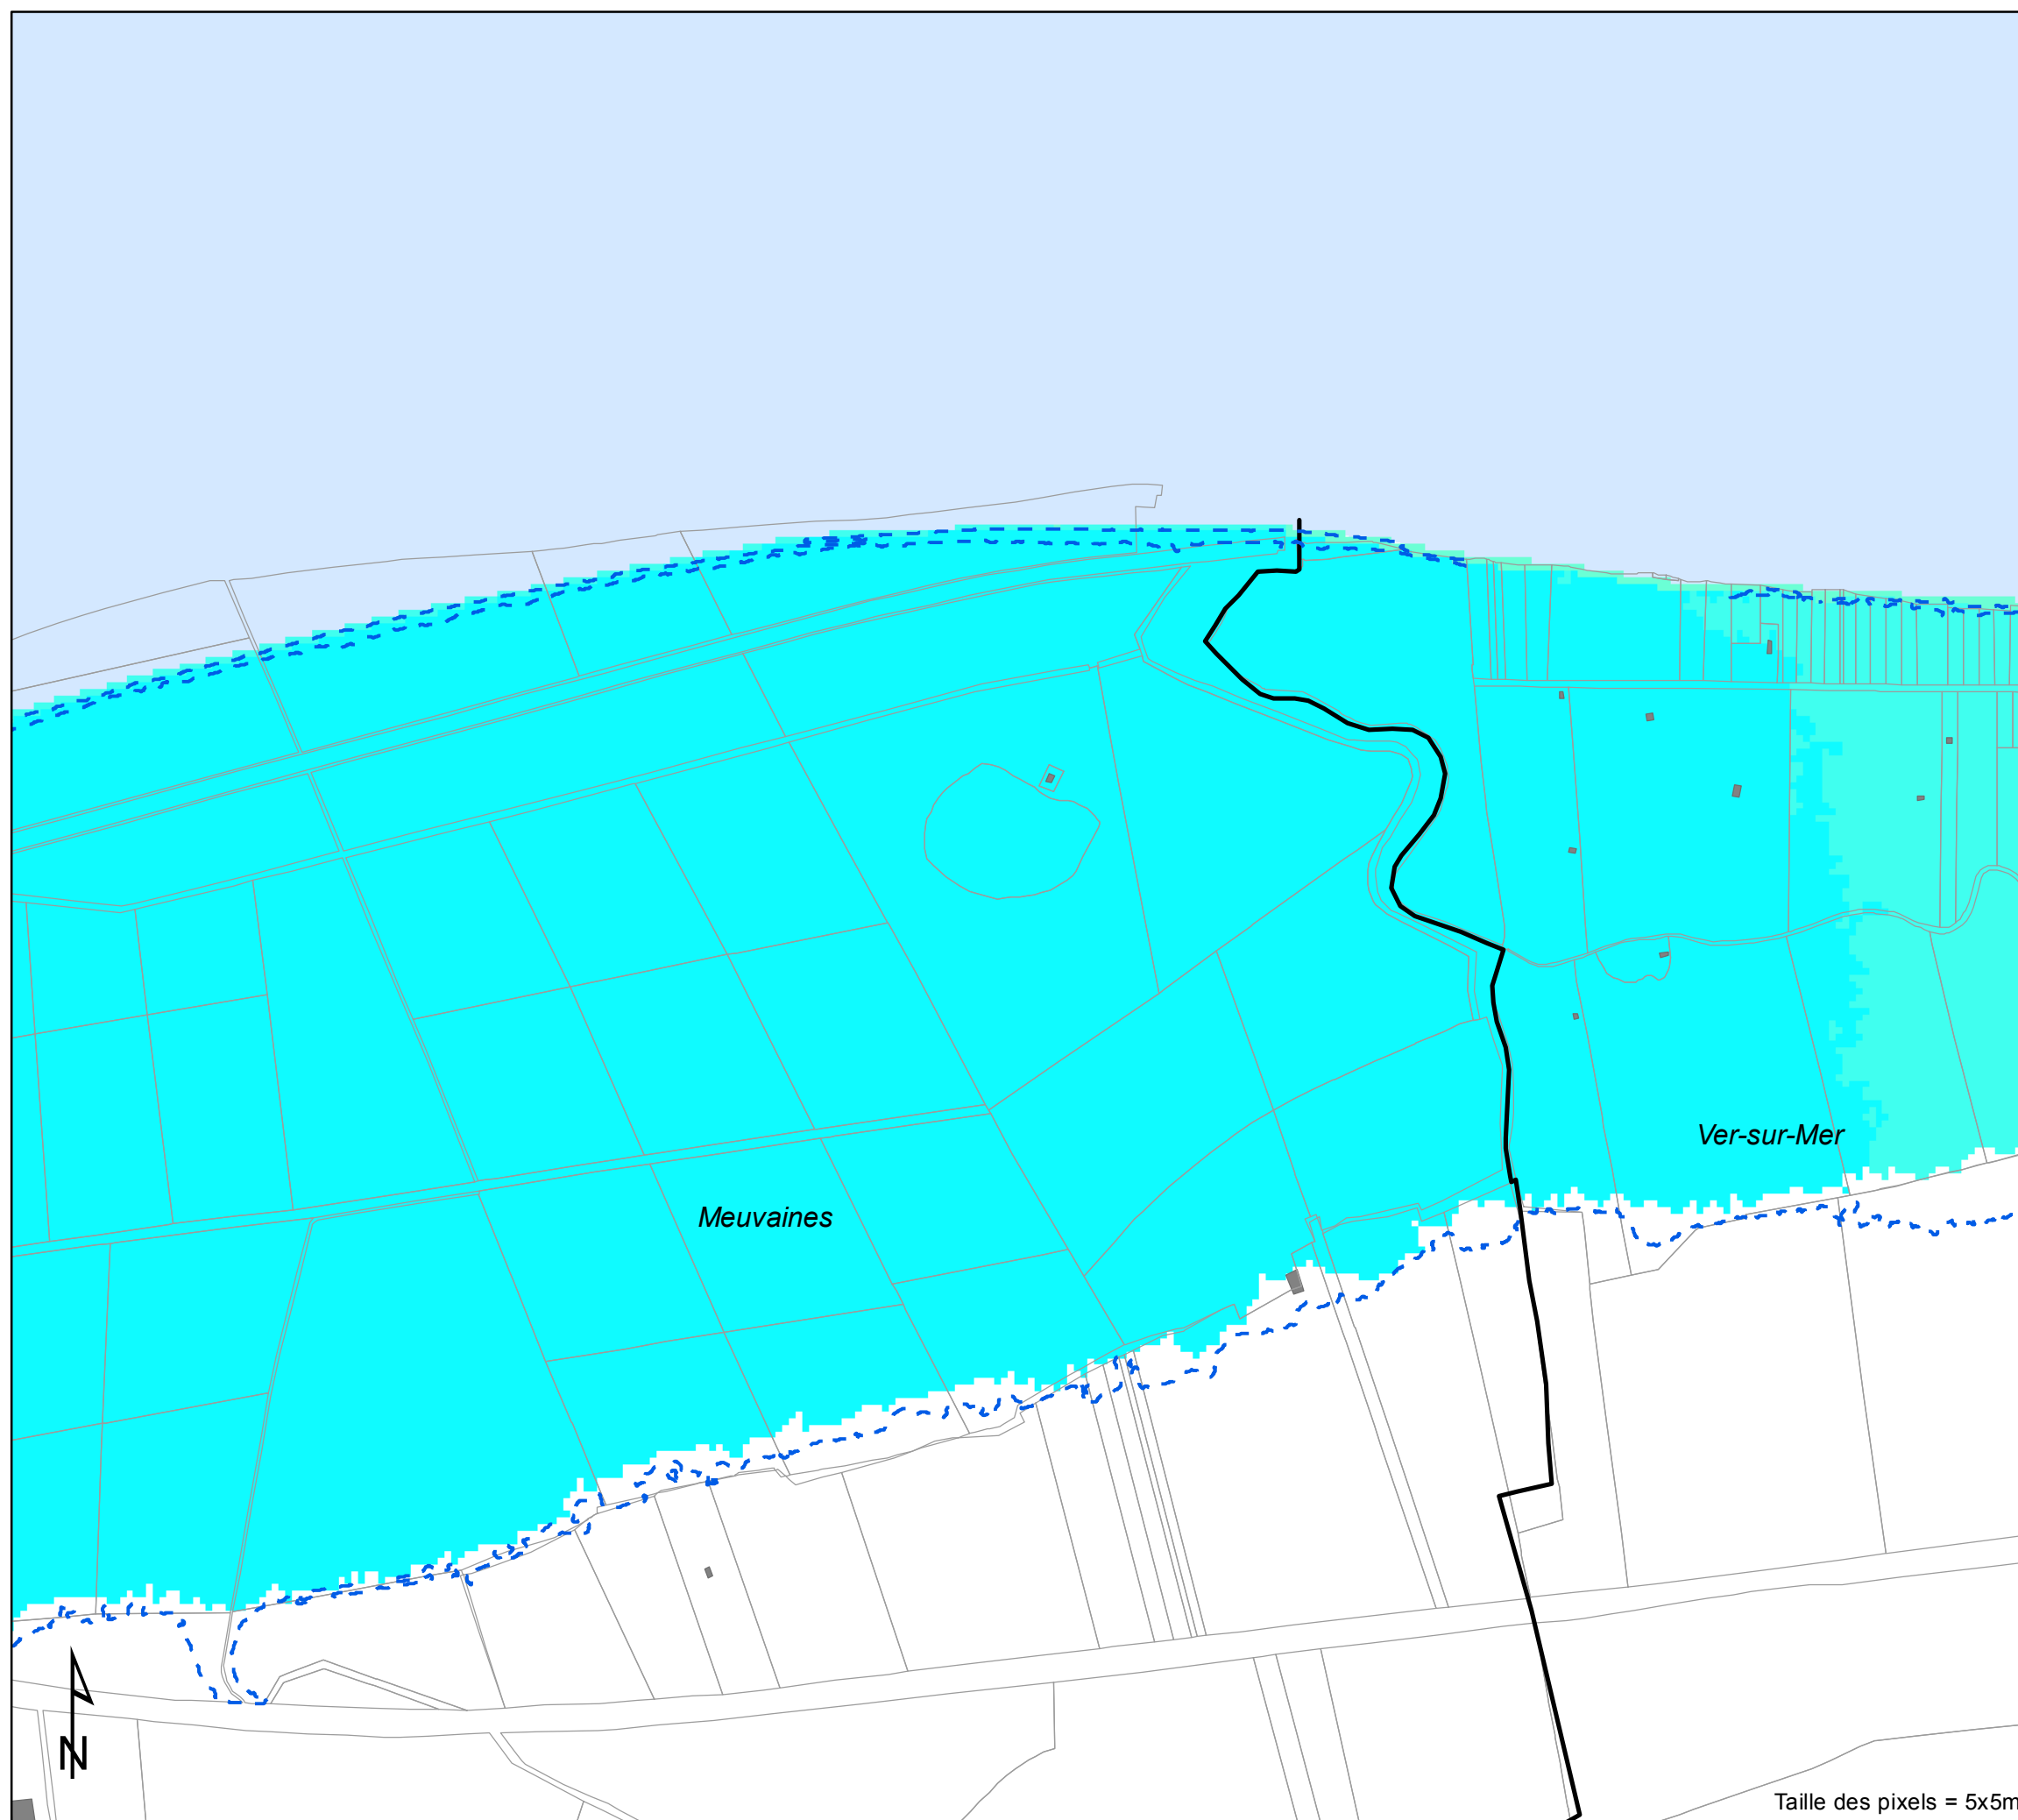 Ver-sur-Mer
Meuvaines
N
Taille des pixels = 5x5m